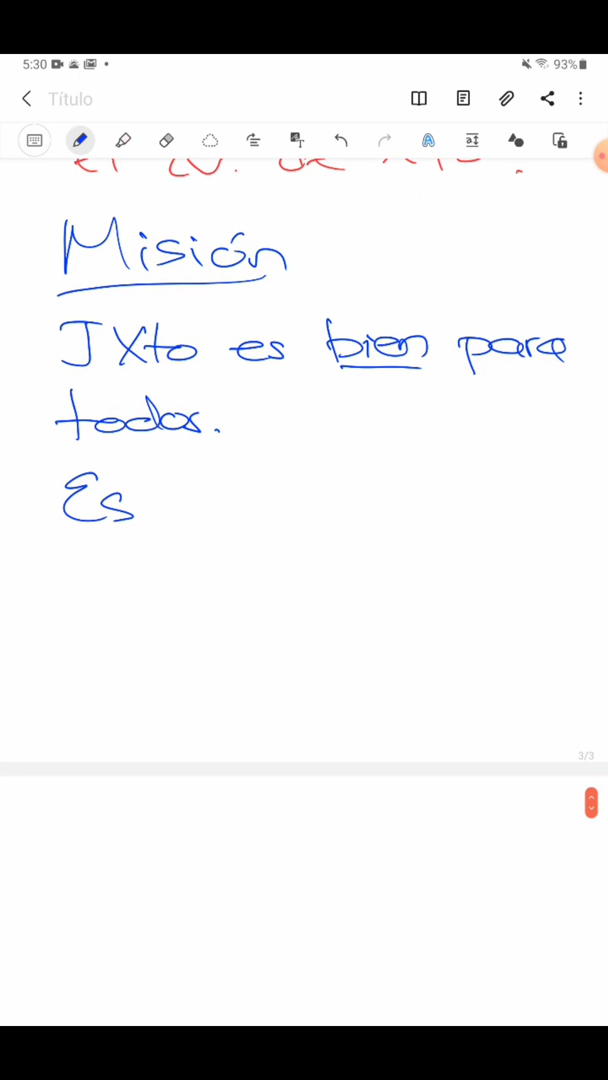 5:30
93%
Título
Misión
JXto es bien para
todos.
Es
3/3